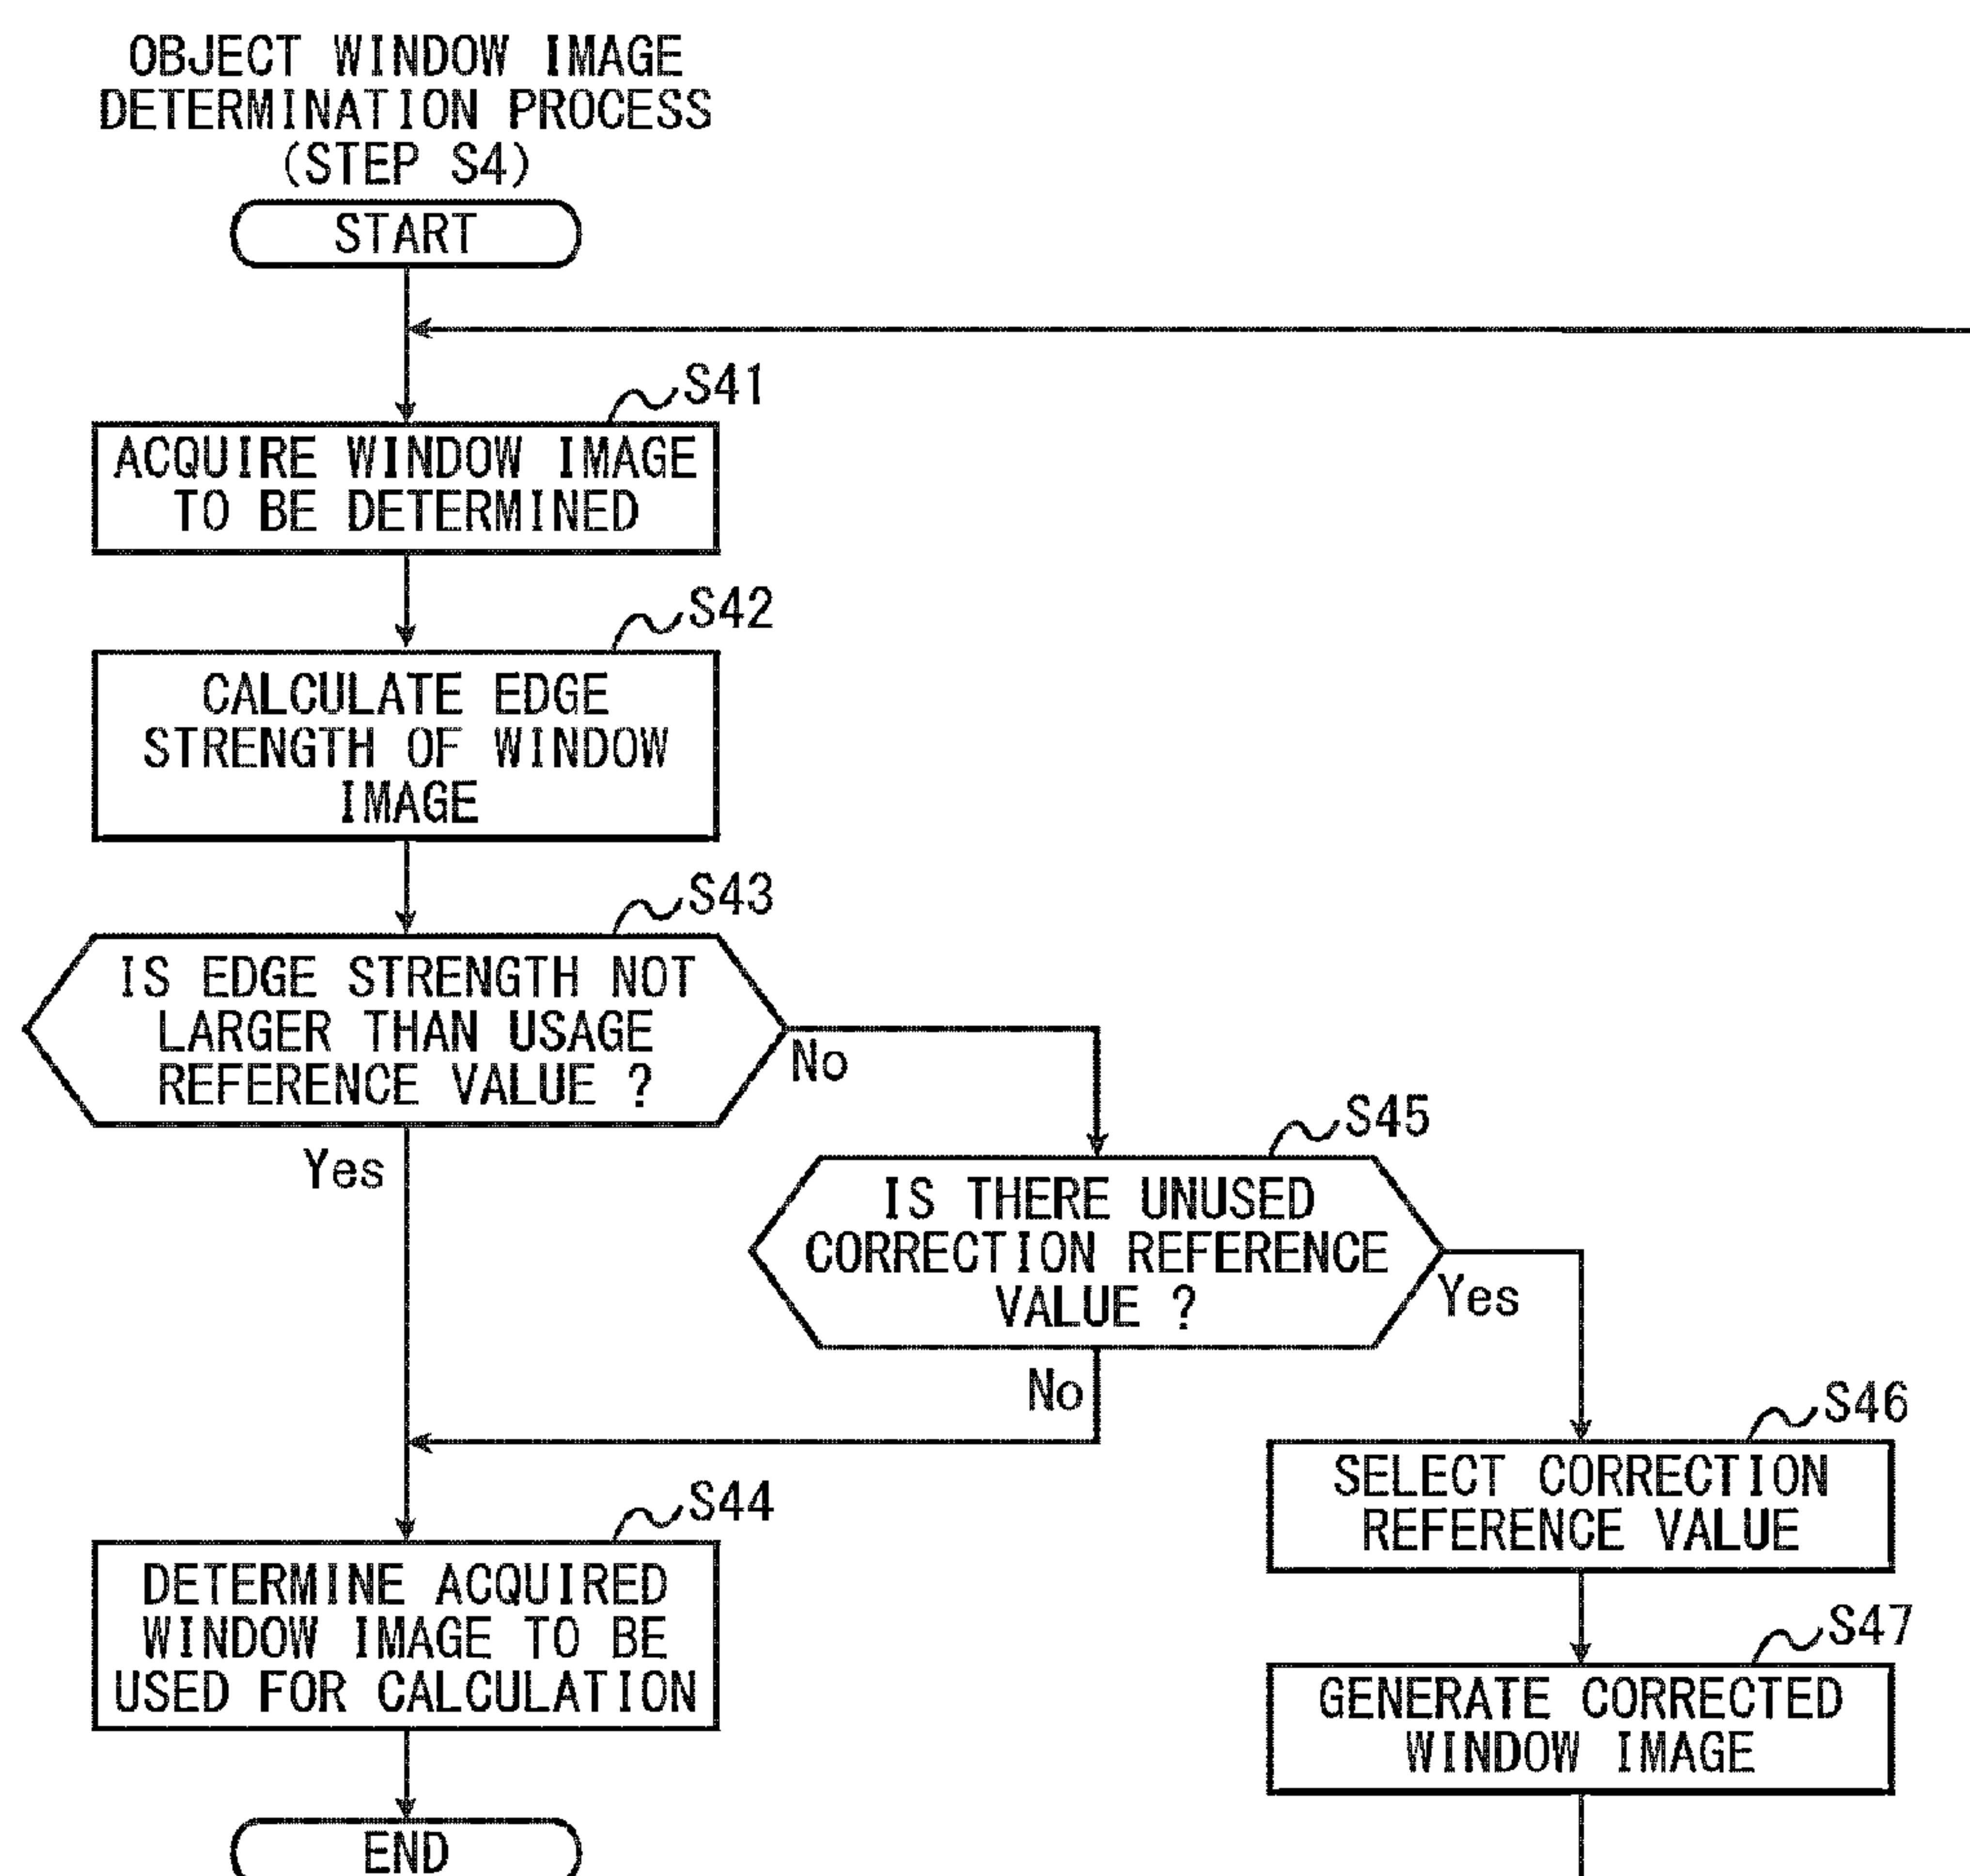 OBJECT WINDOW IMAGE
DETERMINATION PROCESS
(STEP S4)
START
S41
ACQUIRE WINDOW IMAGE
TO BE DETERMINED
S42
CALCULATE EDGE
STRENGTH OF WINDOW
IMAGE
S43
IS EDGE STRENGTH NOT
LARGER THAN USAGE
REFERENCE VALUE ?
No
Yes
S45
IS THERE UNUSED
CORRECTION REFERENCE
VALUE ?
Yes
No
S46
SELECT CORRECTION
REFERENCE VALUE
S44
DETERMINE ACQUIRED
WINDOW IMAGE TO BE
USED FOR CALCULATION
S47
GENERATE CORRECTED
WINDOW IMAGE
END